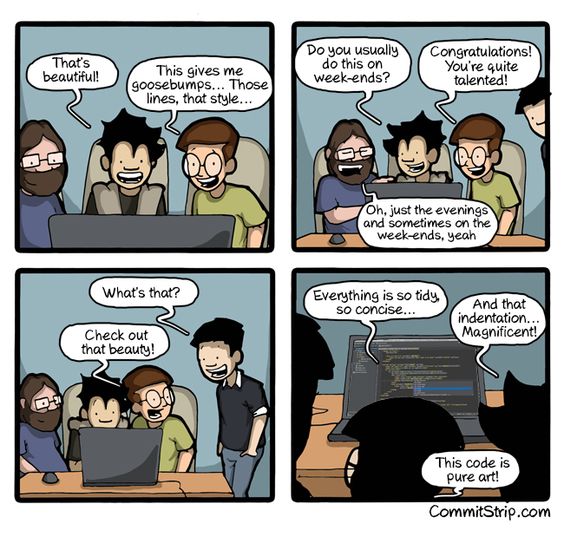 That's
beautiful!
This gives me
goosebumps... Those
lines, that style...
Do you usually
do this on
week-ends?
Congratulations!
You're quite
talented!
Oh, just the evenings
and sometimes on the
week-ends, yeah
What's that?
Check out
that beauty!
Everything is so tidy,
so concise...
And that
indentation...
Magnificent!
This code is
pure art!
CommitStrip.com